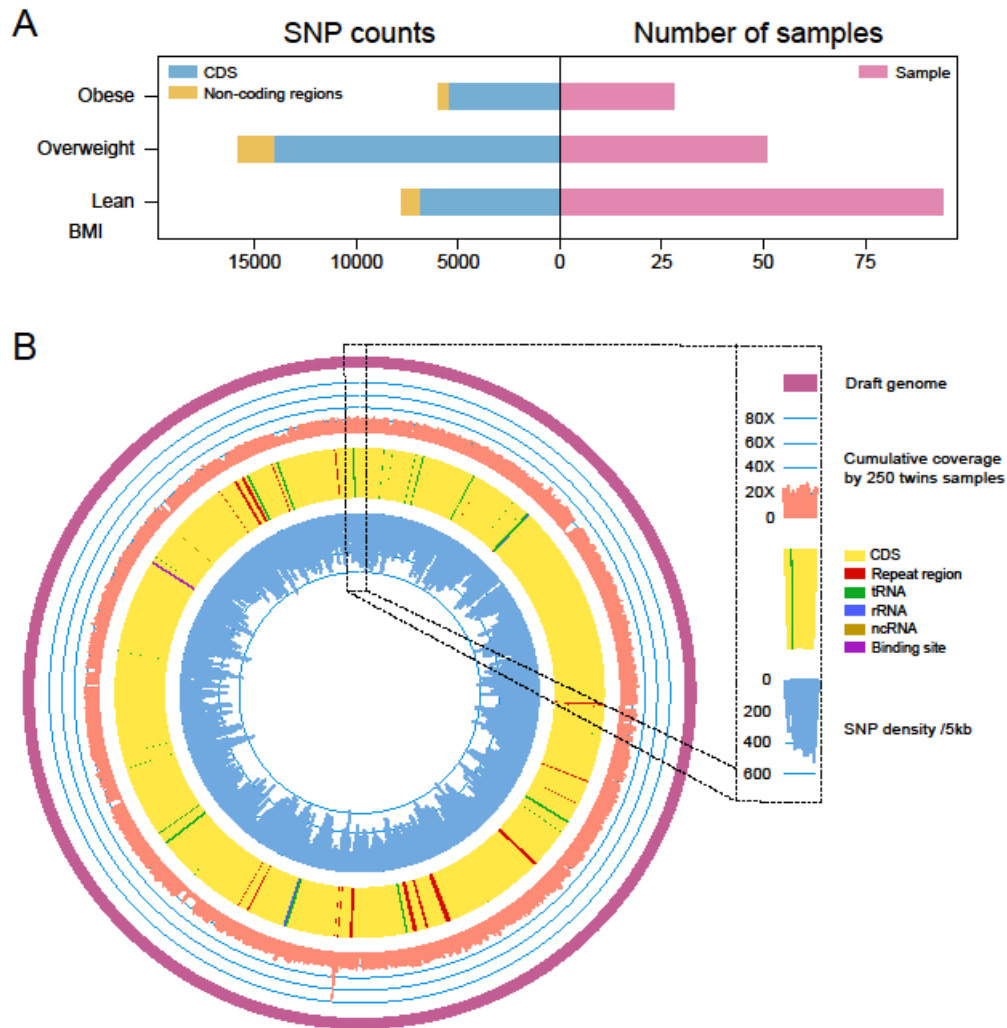 A
SNP counts
Number of samples
CDS
Non-coding regions
Sample
Obese
Overweight
Lean
BMI
15000 10000 5000 0 25 50 75
B
Draft genome
80X
60X
40X
20X
0
Cumulative coverage
by 250 twins samples
CDS
Repeat region
tRNA
rRNA
ncRNA
Binding site
0
200
400
600
SNP density /5kb